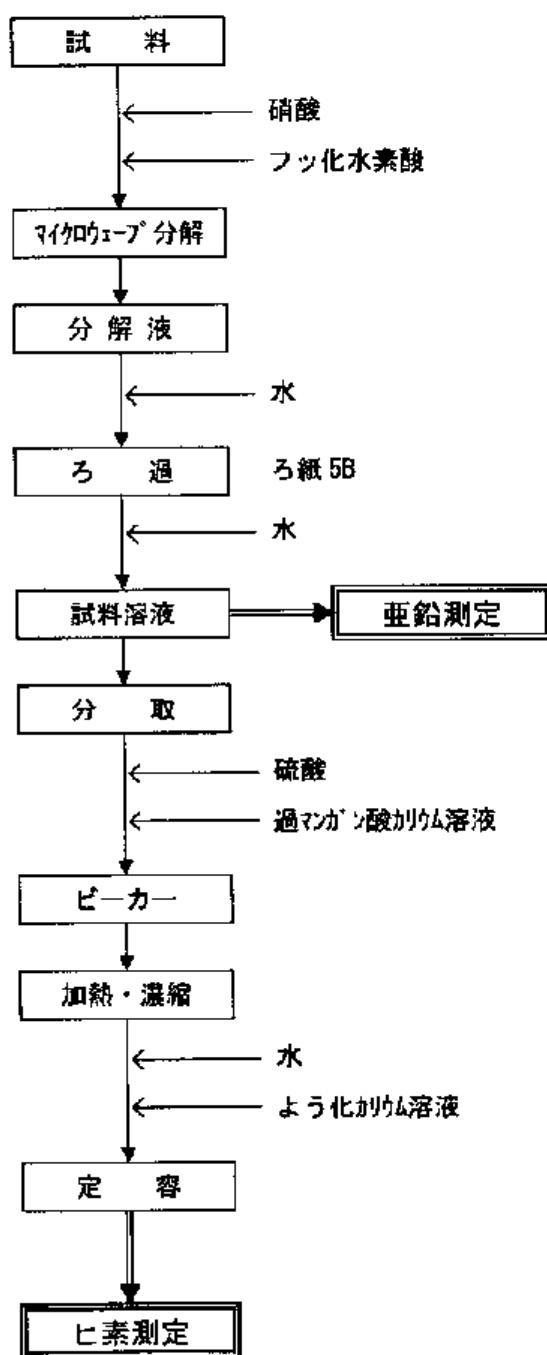 試　料
硝酸
フッ化水素酸
ﾏｲｸﾛｳｪｰﾌﾞ分解
分 解 液
水
ろ　過　ろ紙 5B
水
試料溶液　亜鉛測定
分　取
硫酸
過ﾏﾝｶﾞﾝ酸ｶﾘｳﾑ溶液
ビーカー
加熱・濃縮
水
よう化ｶﾘｳﾑ溶液
定　容
ヒ素測定